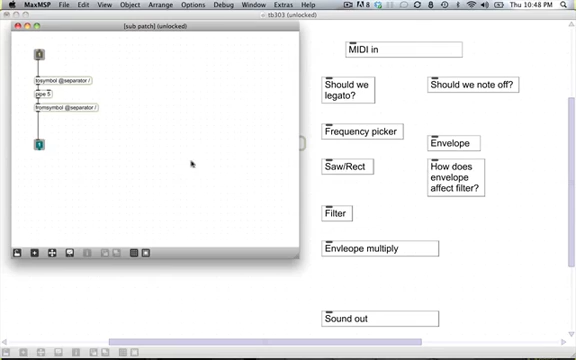 MaxMSP File Edit View Object Arrange Options Debug Window Help Thu 10:48 PM
tb303 (unlocked)
[sub patch] (unlocked)
tosymbol @separator /
pipe 5
fromsymbol @separator /
MIDI in
Should we
legato?
Should we note off?
Frequency picker
Envelope
Saw/Rect
How does
envelope
affect filter?
Filter
Envleope multiply
Sound out